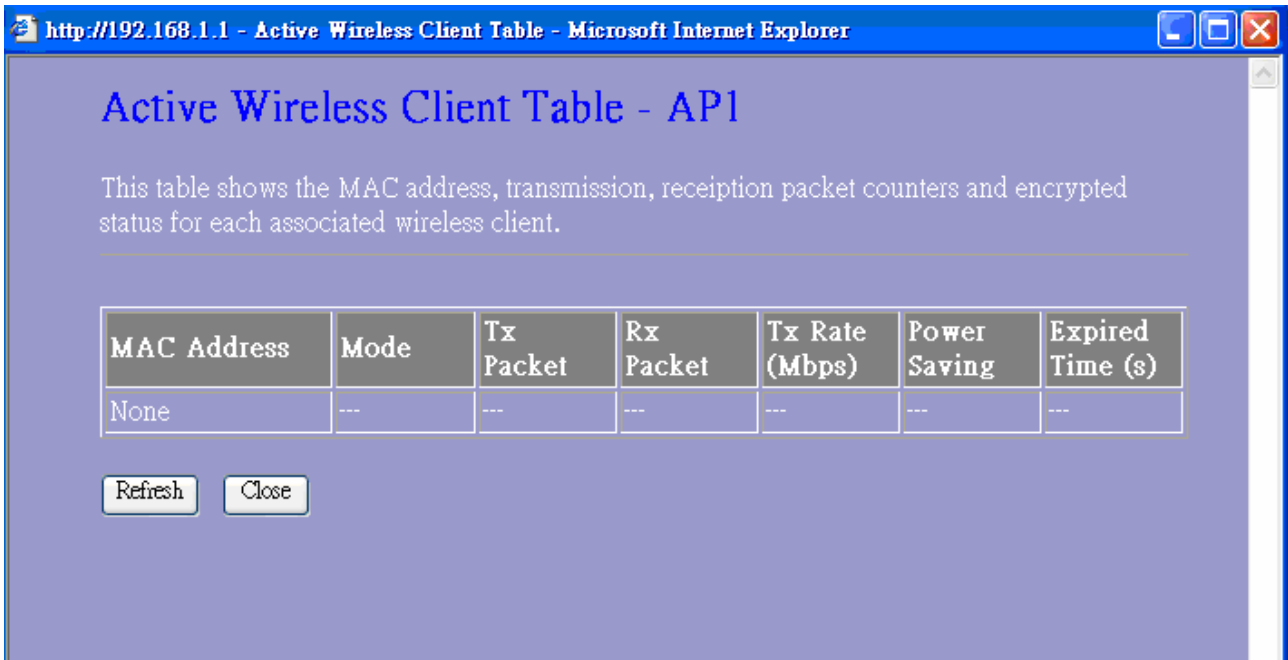 http://192.168.1.1 - Active Wireless Client Table - Microsoft Internet Explorer
Active Wireless Client Table - AP1
This table shows the MAC address, transmission, receiption packet counters and encrypted
status for each associated wireless client.
MAC Address Mode Tx Packet Rx Packet Tx Rate (Mbps) Power Saving Expired Time (s)
None --- --- --- --- --- ---
Refresh Close